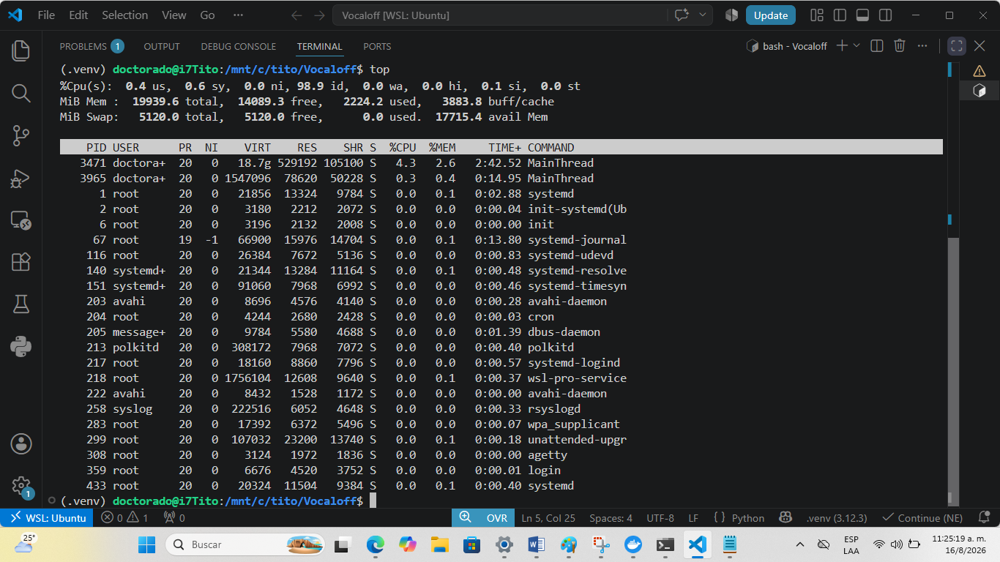 File Edit Selection View Go ··· Vocaloff [WSL: Ubuntu] Update
PROBLEMS 1 OUTPUT DEBUG CONSOLE TERMINAL PORTS bash - Vocaloff
(.venv) doctorado@i7Tito:/mnt/c/tito/Vocaloff$ top
%Cpu(s):  0.4 us,  0.6 sy,  0.0 ni, 98.9 id,  0.0 wa,  0.0 hi,  0.1 si,  0.0 st
MiB Mem :  19939.6 total,  14089.3 free,   2224.2 used,   3883.8 buff/cache
MiB Swap:   5120.0 total,   5120.0 free,      0.0 used.  17715.4 avail Mem
PID USER PR NI VIRT RES SHR S %CPU %MEM TIME+ COMMAND
3471 doctora+ 20 0 18.7g 529192 105100 S 4.3 2.6 2:42.52 MainThread
3965 doctora+ 20 0 1547096 78620 50228 S 0.3 0.4 0:14.95 MainThread
1 root 20 0 21856 13324 9784 S 0.0 0.1 0:02.88 systemd
2 root 20 0 3180 2212 2072 S 0.0 0.0 0:00.04 init-systemd(Ub
6 root 20 0 3196 2132 2008 S 0.0 0.0 0:00.00 init
67 root 19 -1 66900 15976 14704 S 0.0 0.1 0:13.80 systemd-journal
116 root 20 0 26384 7672 5136 S 0.0 0.0 0:00.83 systemd-udevd
140 systemd+ 20 0 21344 13284 11164 S 0.0 0.1 0:00.48 systemd-resolve
151 systemd+ 20 0 91060 7968 6992 S 0.0 0.0 0:00.46 systemd-timesyn
203 avahi 20 0 8696 4576 4140 S 0.0 0.0 0:00.28 avahi-daemon
204 root 20 0 4244 2680 2428 S 0.0 0.0 0:00.03 cron
205 message+ 20 0 9784 5580 4688 S 0.0 0.0 0:01.39 dbus-daemon
213 polkitd 20 0 308172 7968 7072 S 0.0 0.0 0:00.40 polkitd
217 root 20 0 18160 8860 7796 S 0.0 0.0 0:00.57 systemd-logind
218 root 20 0 1756104 12608 9640 S 0.0 0.1 0:00.37 wsl-pro-service
222 avahi 20 0 8432 1528 1172 S 0.0 0.0 0:00.00 avahi-daemon
258 syslog 20 0 222516 6052 4648 S 0.0 0.0 0:00.33 rsyslogd
283 root 20 0 17392 6372 5496 S 0.0 0.0 0:00.07 wpa_supplicant
299 root 20 0 107032 23200 13740 S 0.0 0.1 0:00.18 unattended-upgr
308 root 20 0 3124 1972 1836 S 0.0 0.0 0:00.00 agetty
359 root 20 0 6676 4520 3752 S 0.0 0.0 0:00.01 login
433 root 20 0 20324 11504 9384 S 0.0 0.1 0:00.40 systemd
(.venv) doctorado@i7Tito:/mnt/c/tito/Vocaloff$
1
WSL: Ubuntu 0 1 0 OVR Ln 5, Col 25 Spaces: 4 UTF-8 LF {} Python .venv (3.12.3) Continue (NE)
25° Buscar ESP 11:25:19 a. m.
LAA 16/8/2026